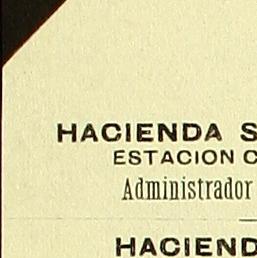 HACIENDA S
ESTACION C
Administrador
HACIEND